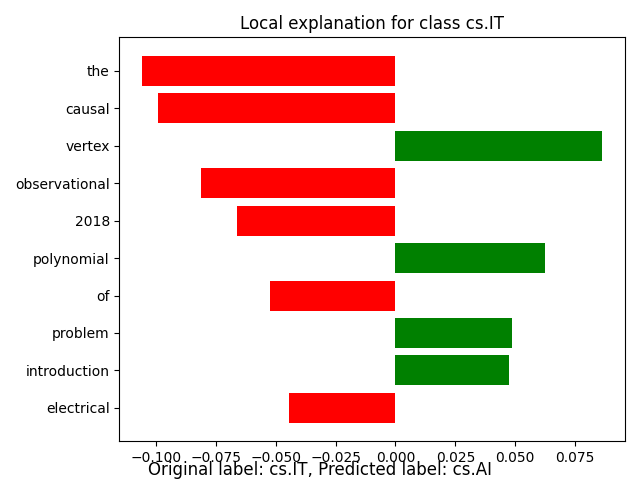 Local explanation for class cs.IT
the
causal
vertex
observational
2018
polynomial
of
problem
introduction
electrical
−0.100 −0.075 −0.050 −0.025 0.000 0.025 0.050 0.075
Original label: cs.IT, Predicted label: cs.AI